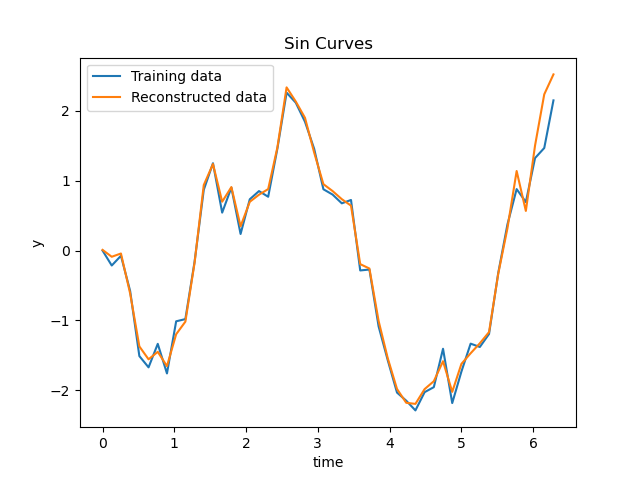 Sin Curves
Training data
Reconstructed data
y
2
1
0
−1
−2
0 1 2 3 4 5 6
time